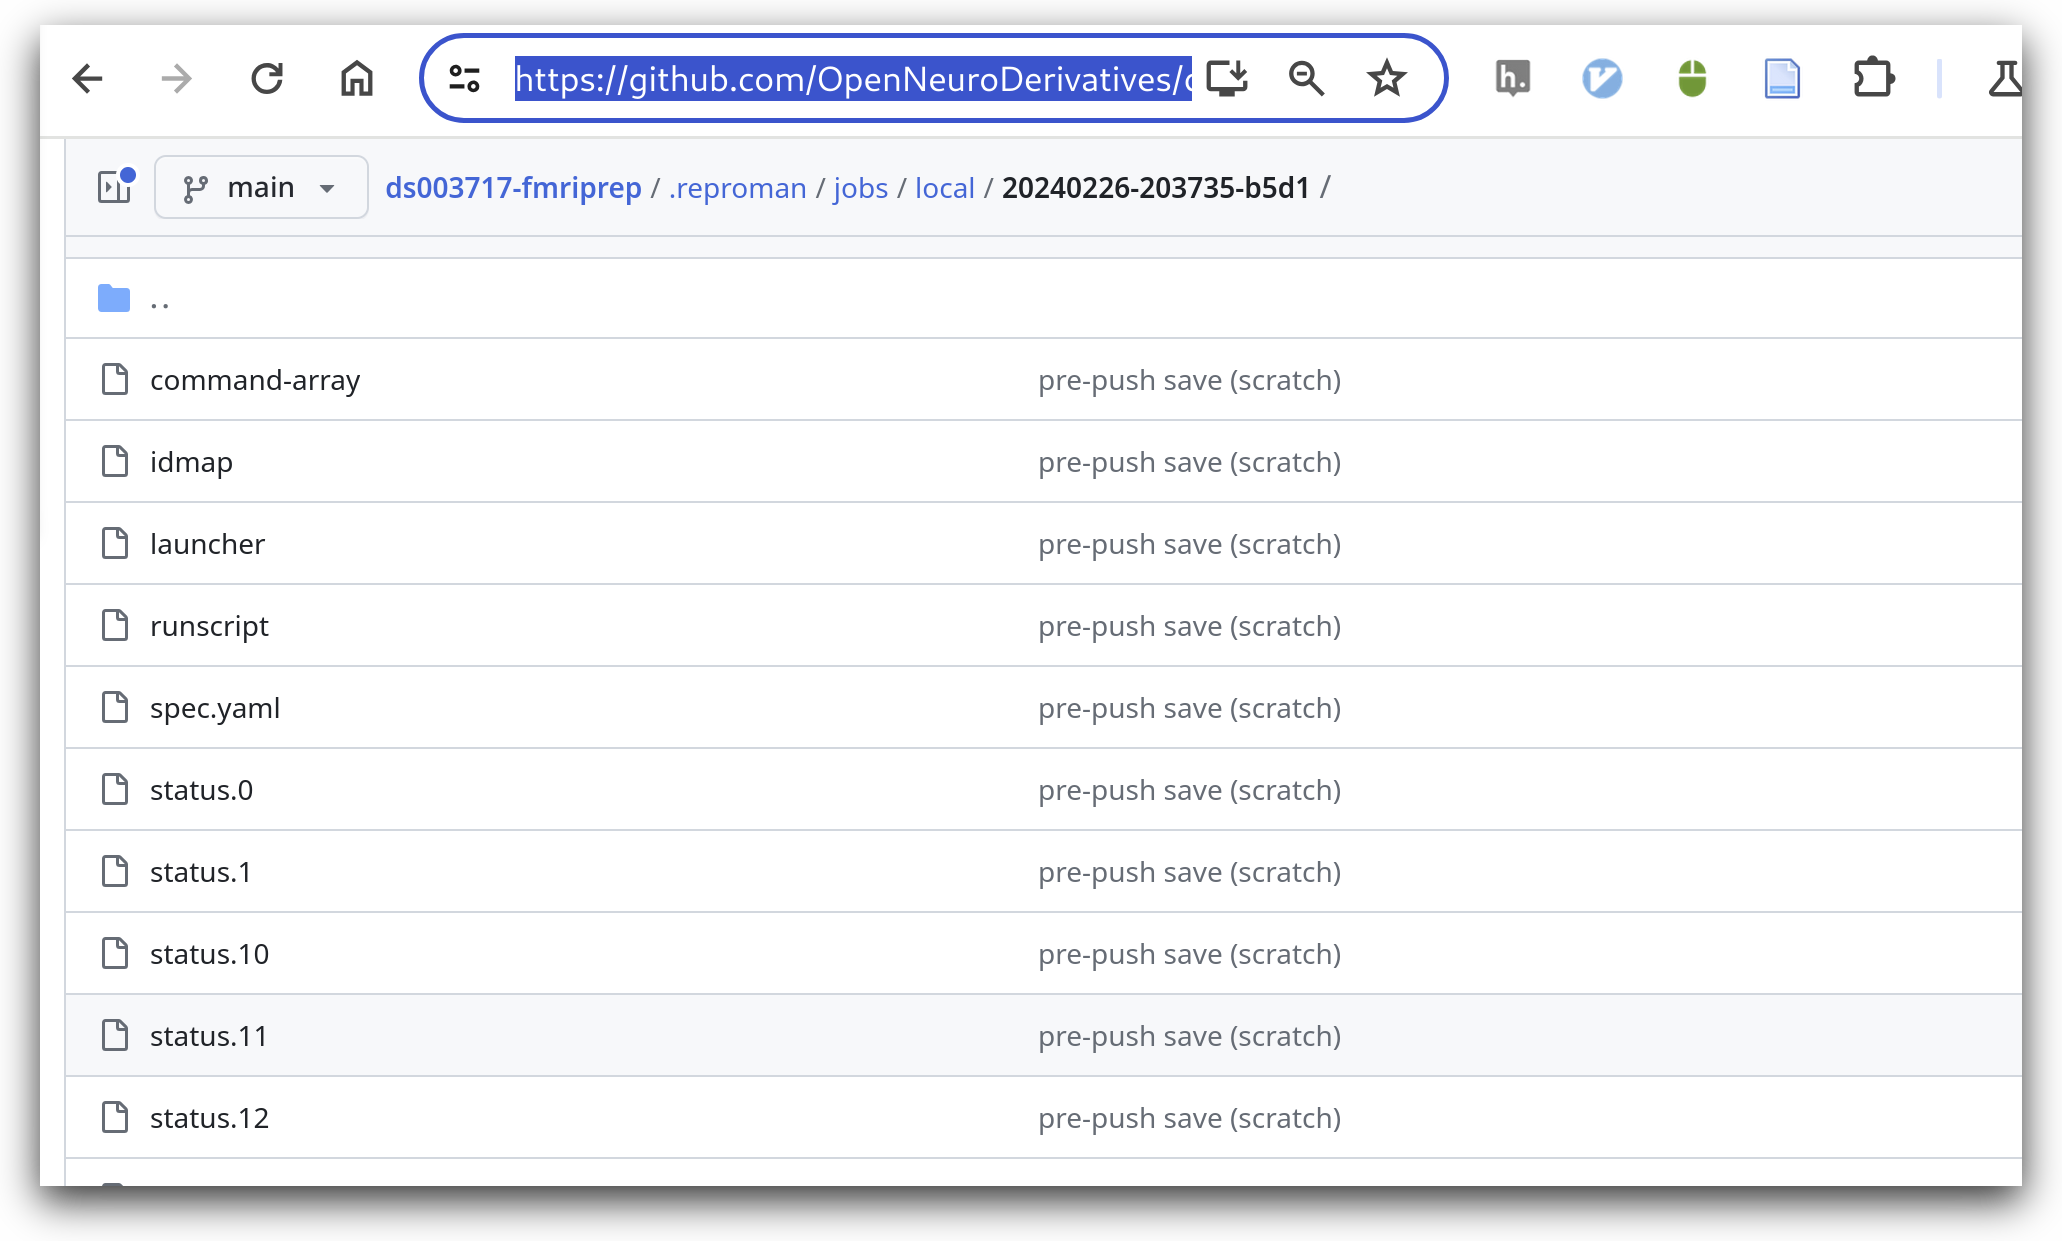 https://github.com/OpenNeuroDerivatives/
h.
main
ds003717-fmriprep / .reproman / jobs / local / 20240226-203735-b5d1 /
..
command-array pre-push save (scratch)
idmap pre-push save (scratch)
launcher pre-push save (scratch)
runscript pre-push save (scratch)
spec.yaml pre-push save (scratch)
status.0 pre-push save (scratch)
status.1 pre-push save (scratch)
status.10 pre-push save (scratch)
status.11 pre-push save (scratch)
status.12 pre-push save (scratch)